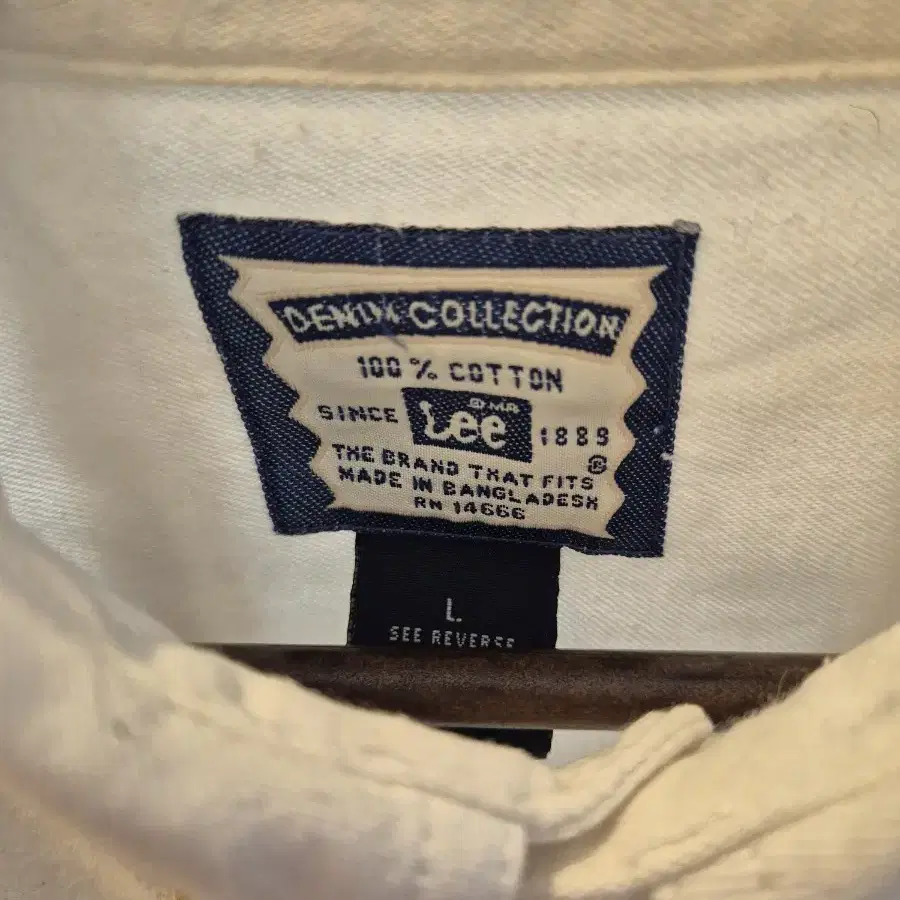 DENIM COLLECTION
100% COTTON
SINCE Lee ® M.R. 1889
THE BRAND THAT FITS ®
MADE IN BANGLADESH
RN 14666
L
SEE REVERSE